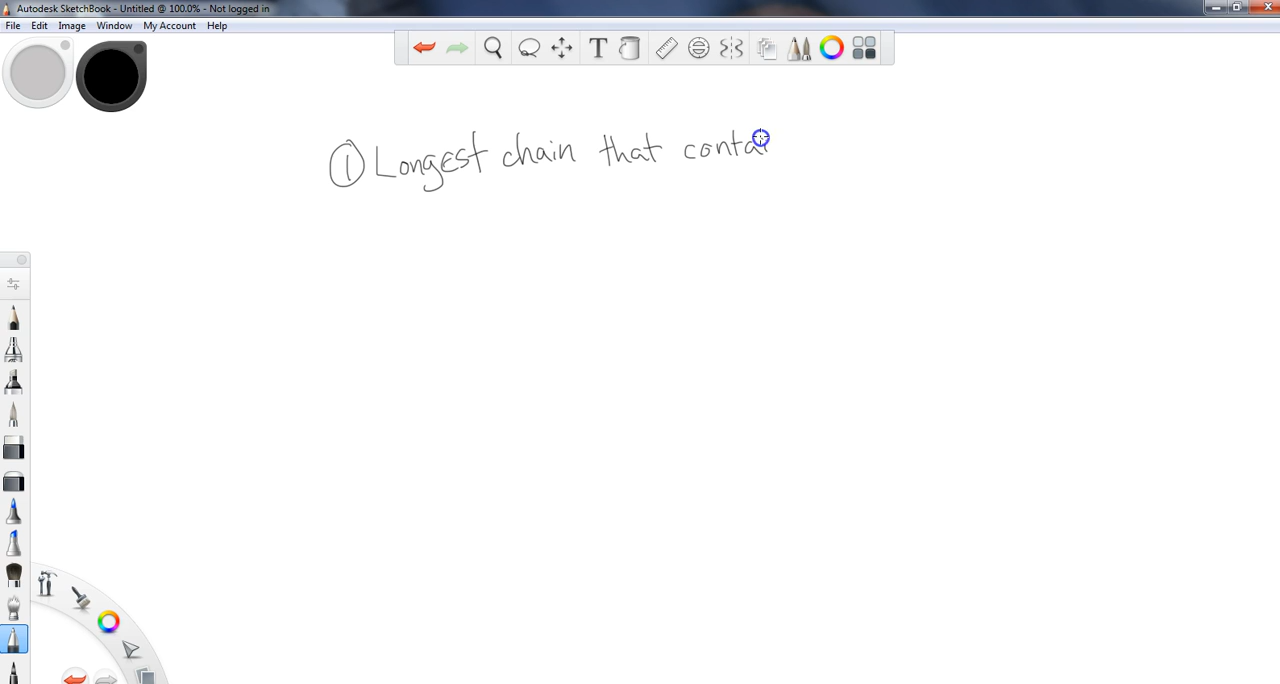 Autodesk SketchBook - Untitled @ 100.0% - Not logged in
File Edit Image Window My Account Help
T
① Longest chain that contai